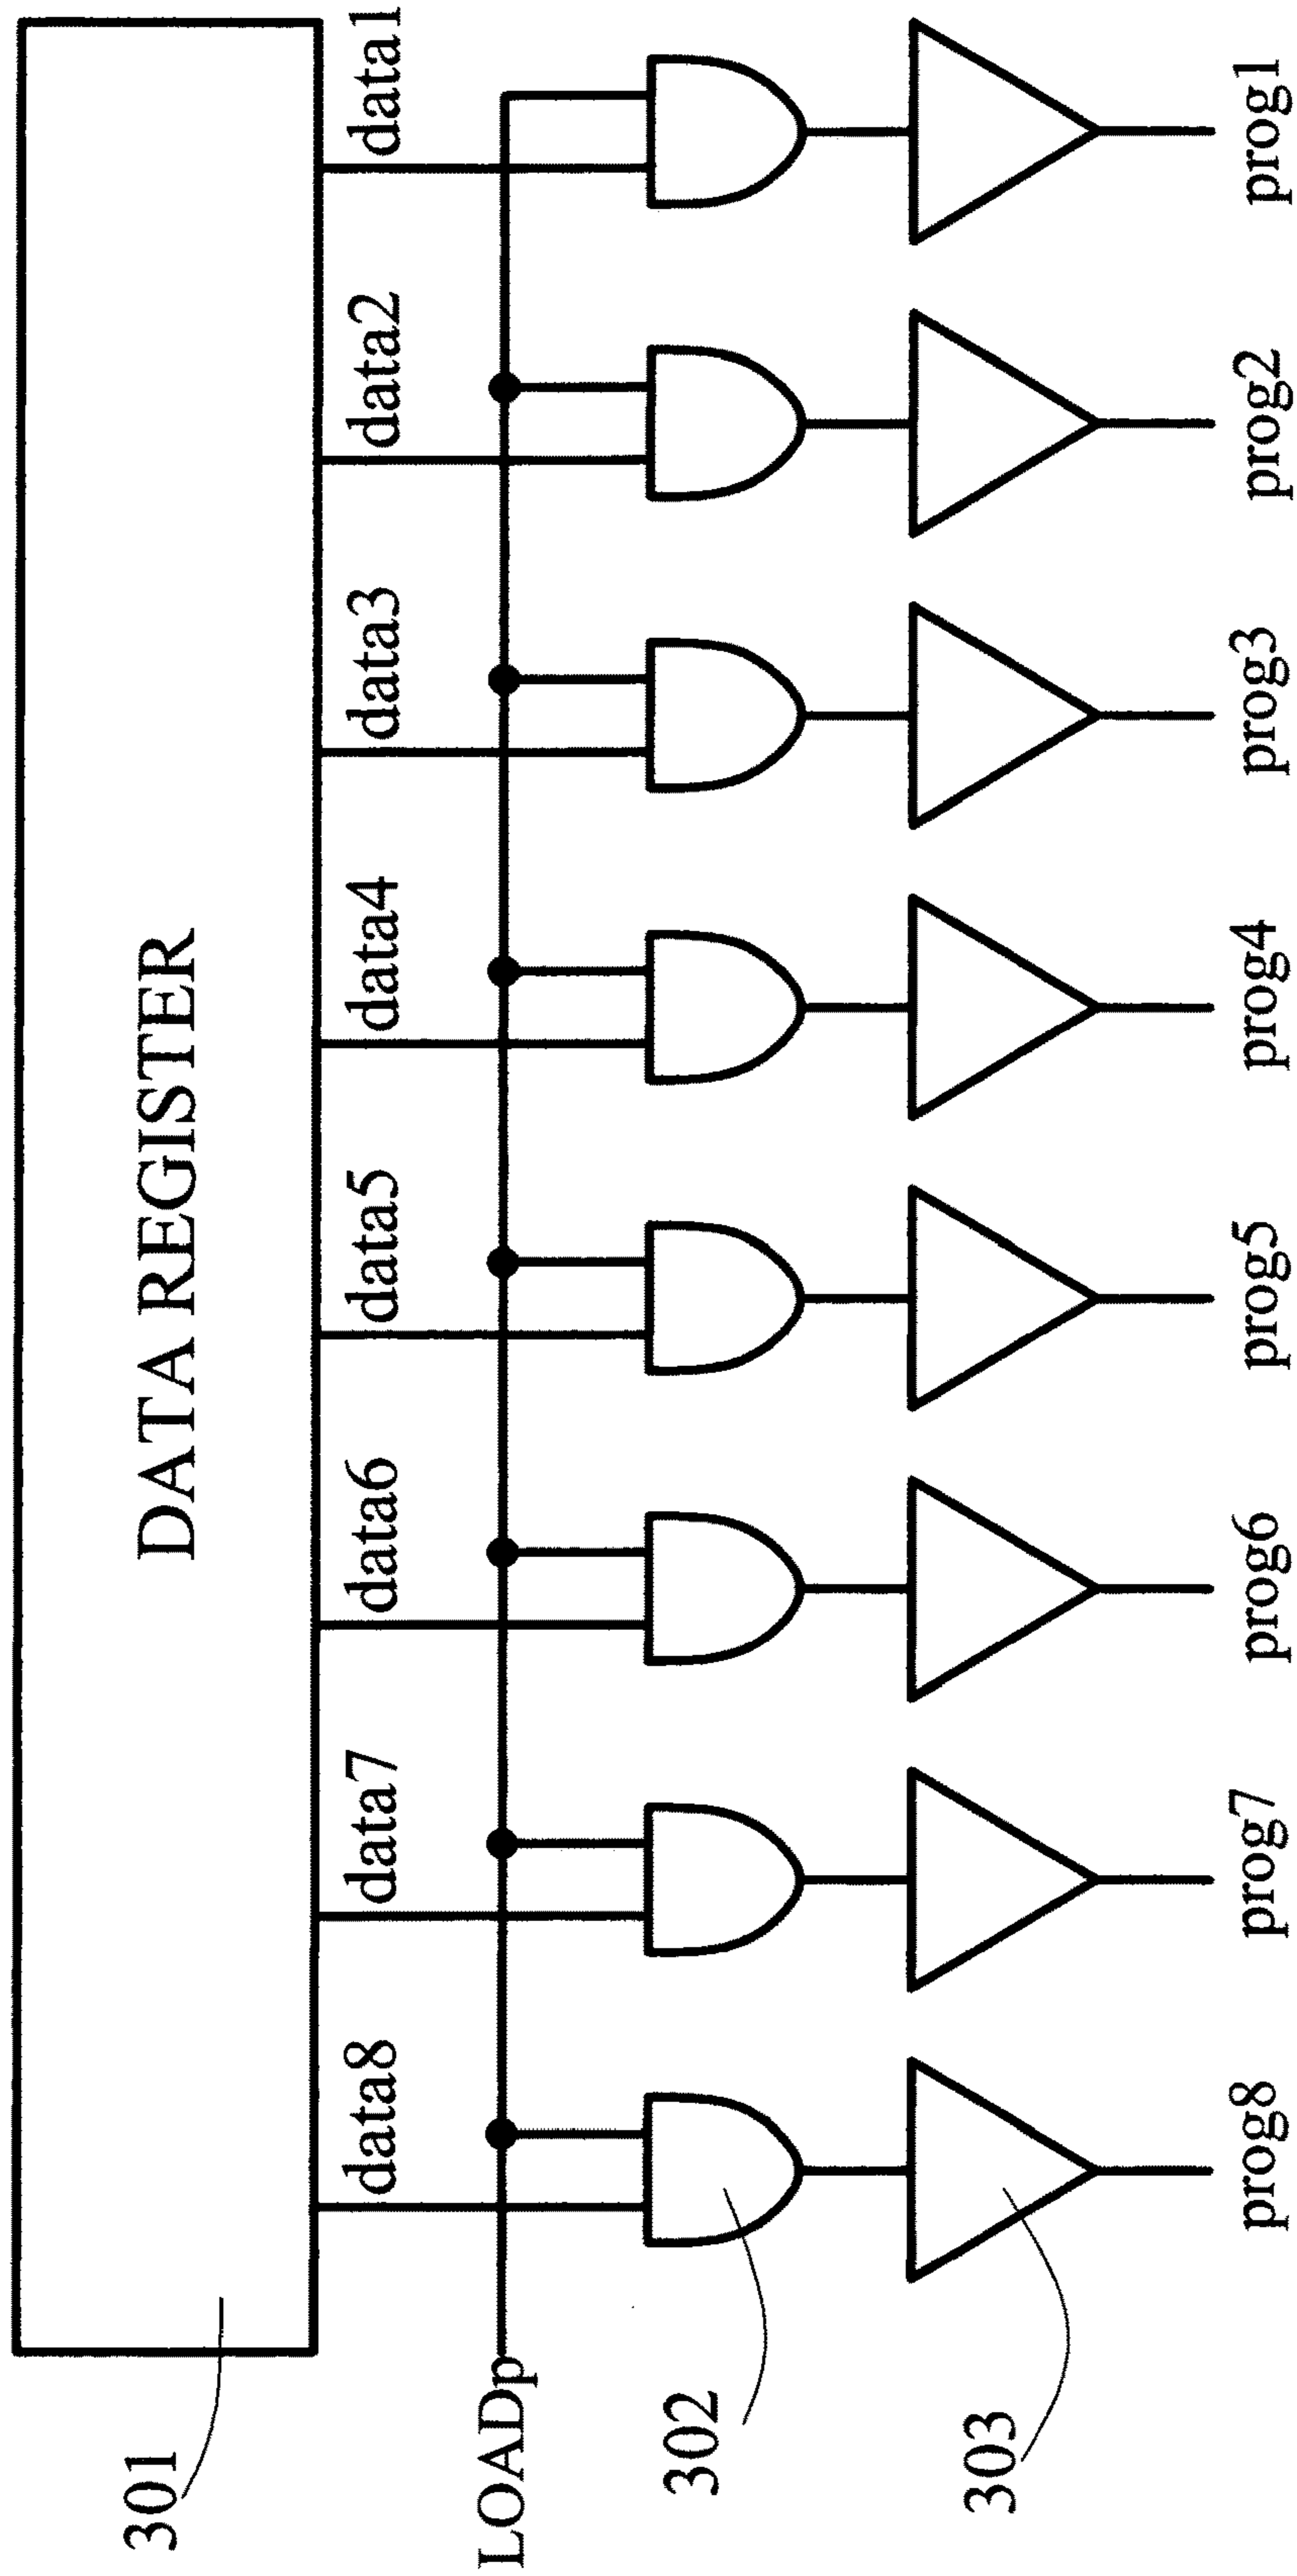 301
DATA REGISTER
data8 data7 data6 data5 data4 data3 data2 data1
LOADp
302
303
prog8 prog7 prog6 prog5 prog4 prog3 prog2 prog1